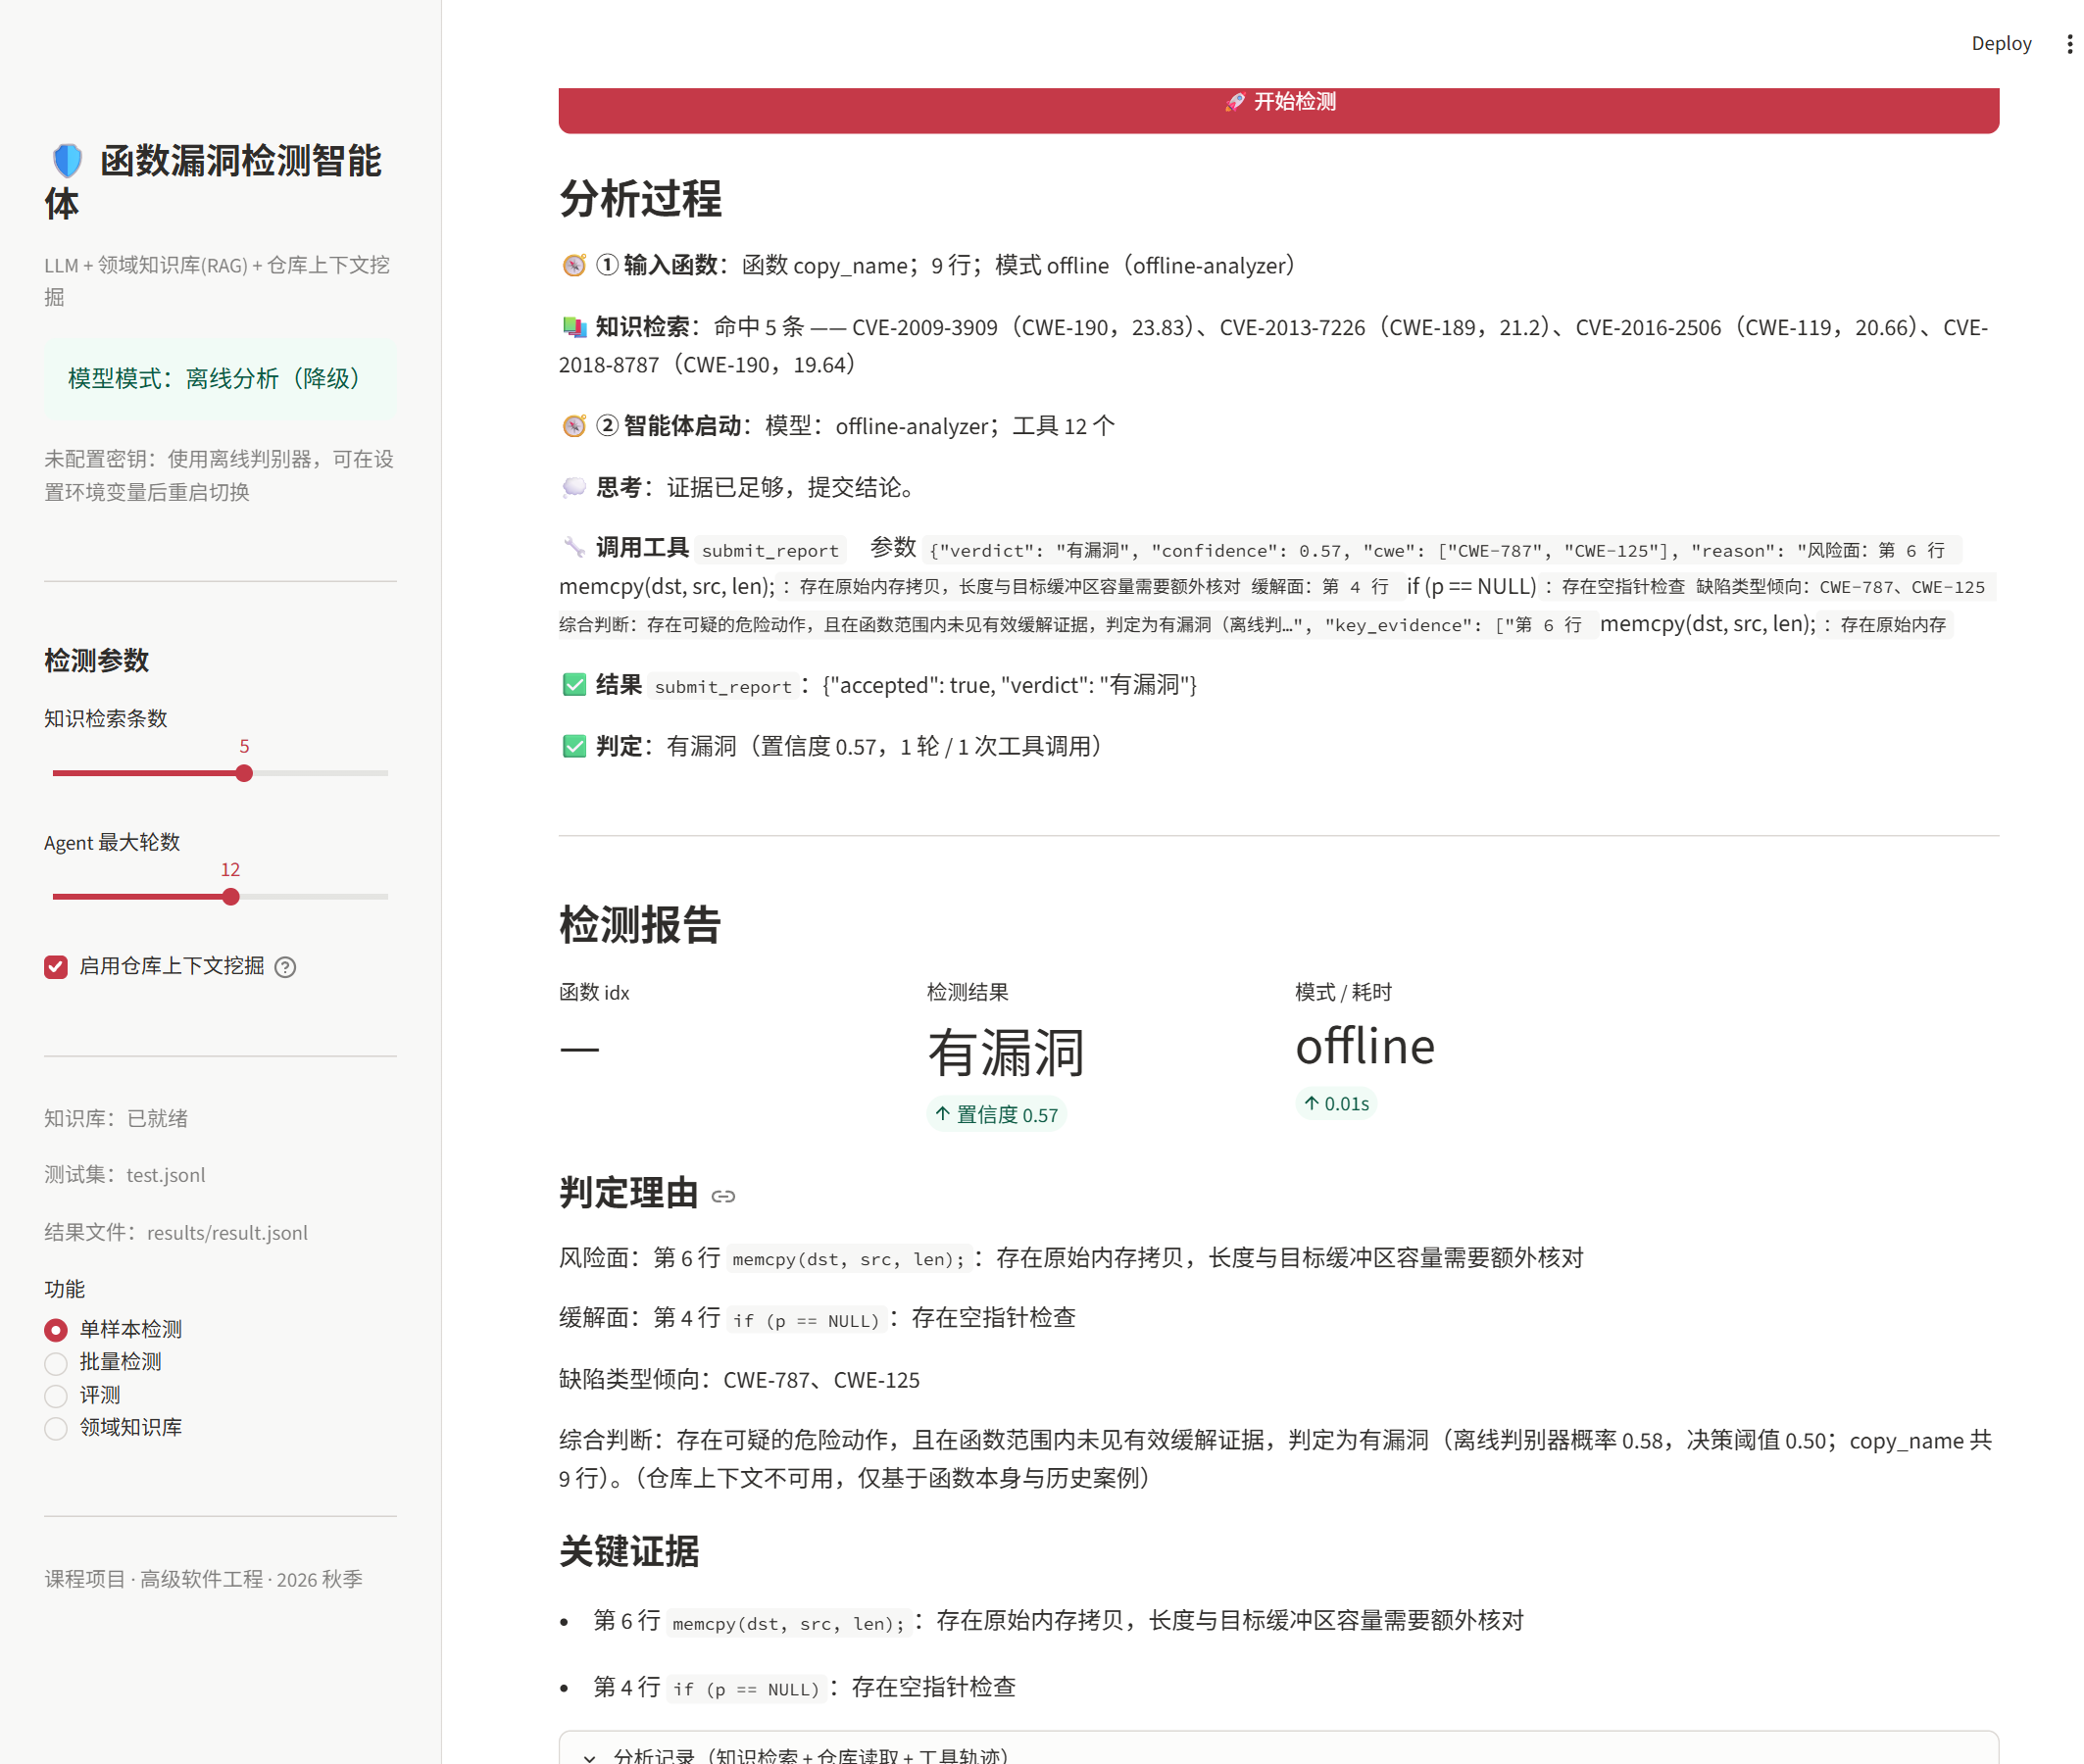 Deploy
函数漏洞检测智能
体
LLM + 领域知识库(RAG) + 仓库上下文挖
掘
模型模式：离线分析（降级）
未配置密钥：使用离线判别器，可在设
置环境变量后重启切换
检测参数
知识检索条数
5
Agent 最大轮数
12
启用仓库上下文挖掘
知识库：已就绪
测试集：test.jsonl
结果文件：results/result.jsonl
功能
单样本检测
批量检测
评测
领域知识库
课程项目 · 高级软件工程 · 2026 秋季
开始检测
分析过程
① 输入函数：函数 copy_name；9 行；模式 offline（offline-analyzer）
知识检索：命中 5 条 —— CVE-2009-3909（CWE-190，23.83）、CVE-2013-7226（CWE-189，21.2）、CVE-2016-2506（CWE-119，20.66）、CVE-
2018-8787（CWE-190，19.64）
② 智能体启动：模型：offline-analyzer；工具 12 个
思考：证据已足够，提交结论。
调用工具 submit_report 参数 {"verdict": "有漏洞", "confidence": 0.57, "cwe": ["CWE-787", "CWE-125"], "reason": "风险面：第 6 行
memcpy(dst, src, len);：存在原始内存拷贝，长度与目标缓冲区容量需要额外核对 缓解面：第 4 行 if (p == NULL)：存在空指针检查 缺陷类型倾向：CWE-787、CWE-125
综合判断：存在可疑的危险动作，且在函数范围内未见有效缓解证据，判定为有漏洞（离线判…", "key_evidence": ["第 6 行 memcpy(dst, src, len);：存在原始内存
结果 submit_report：{"accepted": true, "verdict": "有漏洞"}
判定：有漏洞（置信度 0.57，1 轮 / 1 次工具调用）
检测报告
函数 idx
—
检测结果
有漏洞
↑ 置信度 0.57
模式 / 耗时
offline
↑ 0.01s
判定理由
风险面：第 6 行 memcpy(dst, src, len);：存在原始内存拷贝，长度与目标缓冲区容量需要额外核对
缓解面：第 4 行 if (p == NULL)：存在空指针检查
缺陷类型倾向：CWE-787、CWE-125
综合判断：存在可疑的危险动作，且在函数范围内未见有效缓解证据，判定为有漏洞（离线判别器概率 0.58，决策阈值 0.50；copy_name 共
9 行）。（仓库上下文不可用，仅基于函数本身与历史案例）
关键证据
• 第 6 行 memcpy(dst, src, len);：存在原始内存拷贝，长度与目标缓冲区容量需要额外核对
• 第 4 行 if (p == NULL)：存在空指针检查
分析记录（知识检索 + 仓库读取 + 工具轨迹）